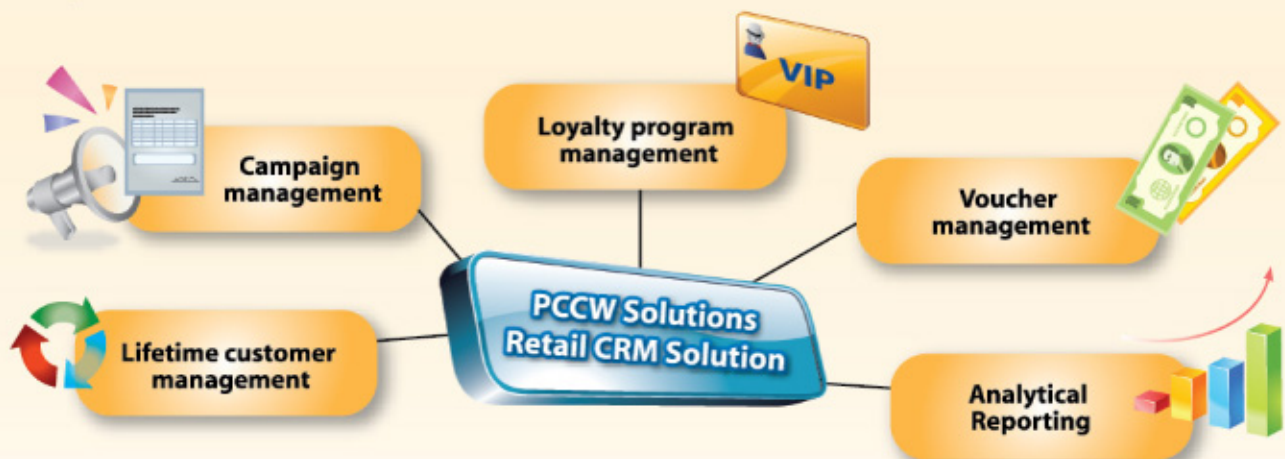 VIP
Loyalty program
management
Campaign
management
Voucher
management
PCCW Solutions
Retail CRM Solution
Lifetime customer
management
Analytical
Reporting